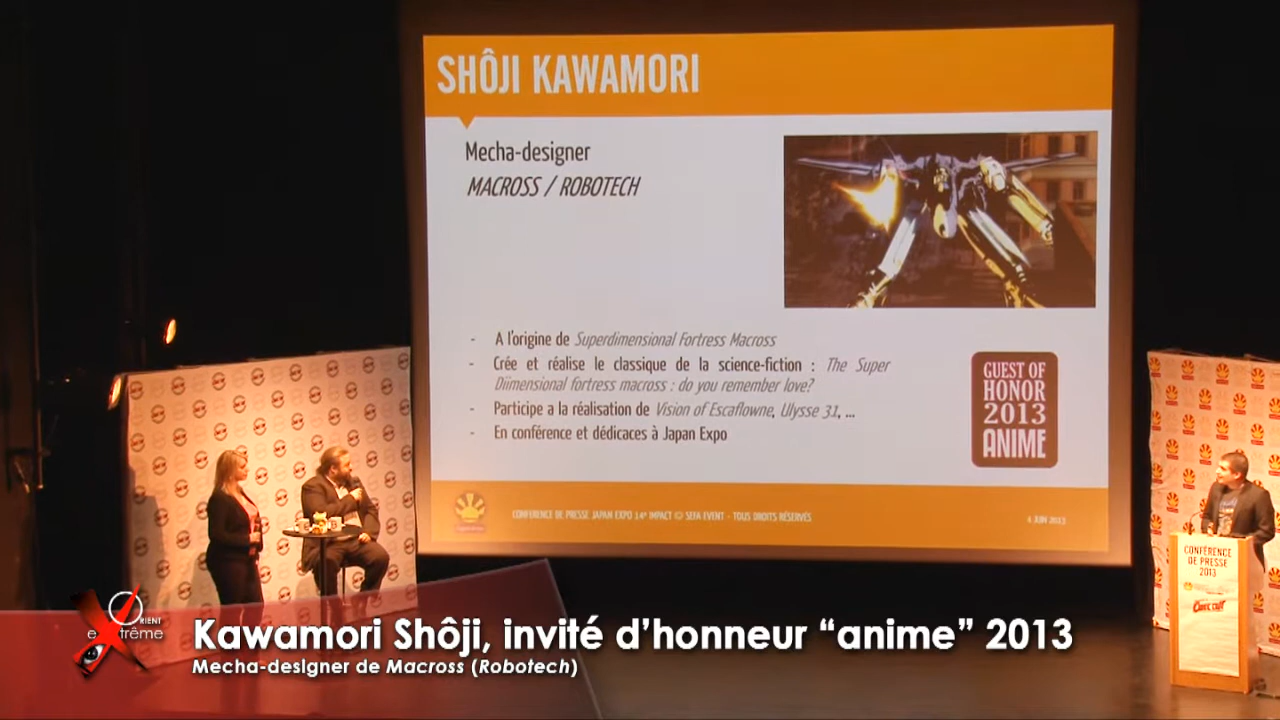 SHÔJI KAWAMORI
Mecha-designer
MACROSS / ROBOTECH
- A l'origine de Superdimensional Fortress Macross
- Crée et réalise le classique de la science-fiction : The Super
Diimensional fortress macross : do you remember love?
- Participe a la réalisation de Vision of Escaflowne, Ulysse 31, ...
- En conférence et dédicaces à Japan Expo
GUEST OF
HONOR
2013
ANIME
CONFÉRENCE DE PRESSE JAPAN EXPO 14e IMPACT © SEFA EVENT - TOUS DROITS RÉSERVÉS
4 JUIN 2013
CONFÉRENCE
DE PRESSE
2013
ORIENT
eXtrême
Kawamori Shôji, invité d'honneur “anime” 2013
Mecha-designer de Macross (Robotech)